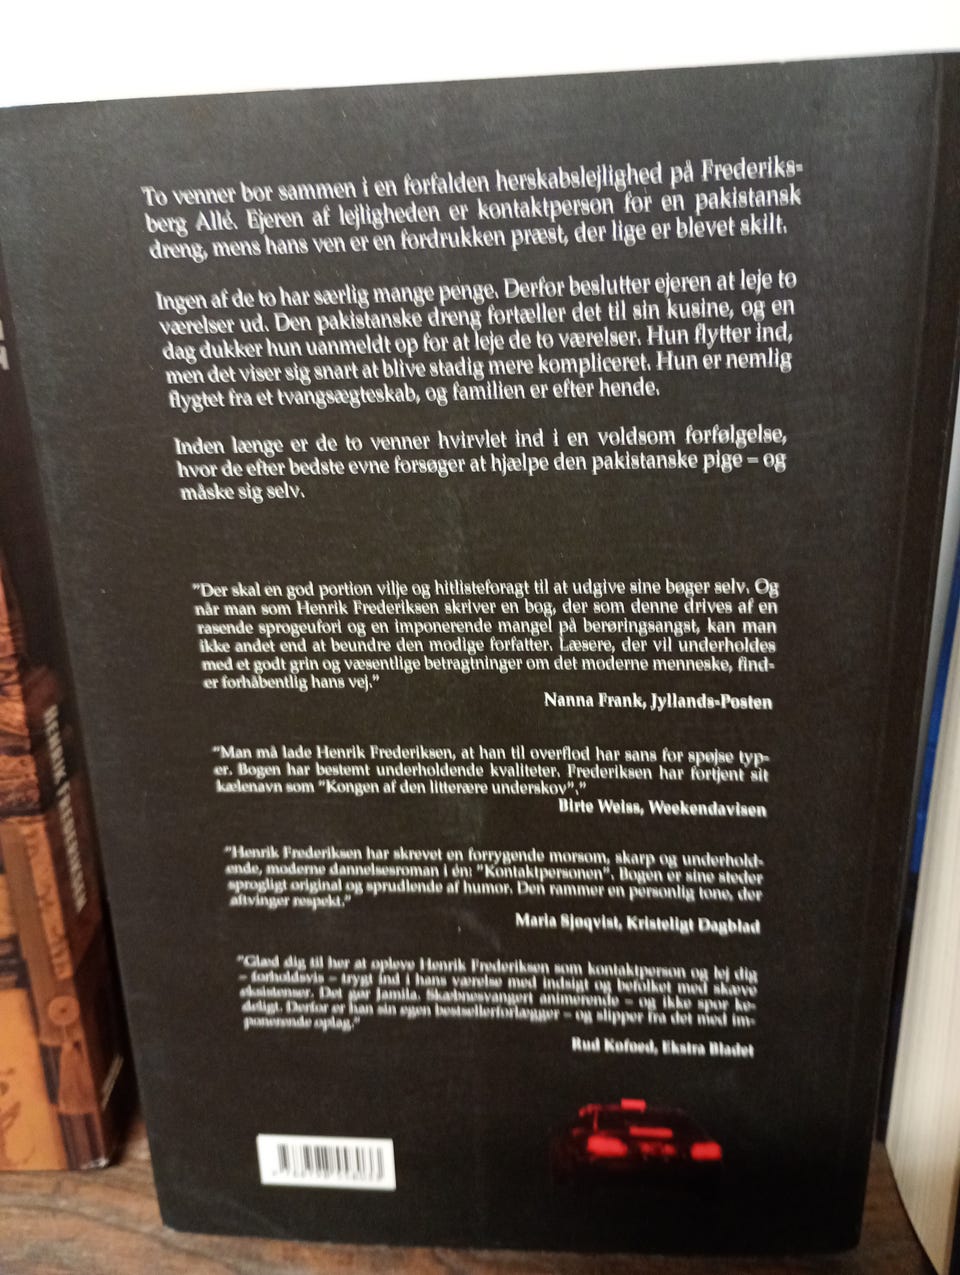 To venner bor sammen i en forfalden herskabslejlighed på Frederiks-
berg Allé. Ejeren af lejligheden er kontaktperson for en pakistansk
dreng, mens hans ven er en fordrukken præst, der lige er blevet skilt.
Ingen af de to har særlig mange penge. Derfor beslutter ejeren at leje to
værelser ud. Den pakistanske dreng fortæller det til sin kusine, og en
dag dukker hun uanmeldt op for at leje de to værelser. Hun flytter ind,
men det viser sig snart at blive stadig mere kompliceret. Hun er nemlig
flygtet fra et tvangsægteskab, og familien er efter hende.
Inden længe er de to venner hvirvlet ind i en voldsom forfølgelse,
hvor de efter bedste evne forsøger at hjælpe den pakistanske pige – og
måske sig selv.
"Der skal en god portion vilje og hitlisteforagt til at udgive sine bøger selv. Og
når man som Henrik Frederiksen skriver en bog, der som denne drives af en
rasende sprogeufori og en imponerende mangel på berøringsangst, kan man
ikke andet end at beundre den modige forfatter. Læsere, der vil underholdes
med et godt grin og væsentlige betragtninger om det moderne menneske, find-
er forhåbentlig hans vej."
Nanna Frank, Jyllands-Posten
"Man må lade Henrik Frederiksen, at han til overflod har sans for spøjse typ-
er. Bogen har bestemt underholdende kvaliteter. Frederiksen har fortjent sit
kælenavn som "Kongen af den litterære underskov"."
Birte Weiss, Weekendavisen
"Henrik Frederiksen har skrevet en forrygende morsom, skarp og underhold-
ende, moderne dannelsesroman i én: "Kontaktpersonen". Bogen er sine steder
sprogligt original og sprudlende af humor. Den rammer en personlig tone, der
aftvinger respekt."
Maria Sjøqvist, Kristeligt Dagblad
"Glæd dig til her at opleve Henrik Frederiksen som kontaktperson og lej dig
– forholdsvis – trygt ind i hans værelse med indsigt og befolket med skæve
eksistenser. Det gør Jamila. Skæbnesvangert animerende – og ikke spor ke-
deligt. Derfor er han sin egen bestsellerforlægger – og slipper fra det med im-
ponerende oplag."
Rud Kofoed, Ekstra Bladet
HENRIK FREDERIKSEN